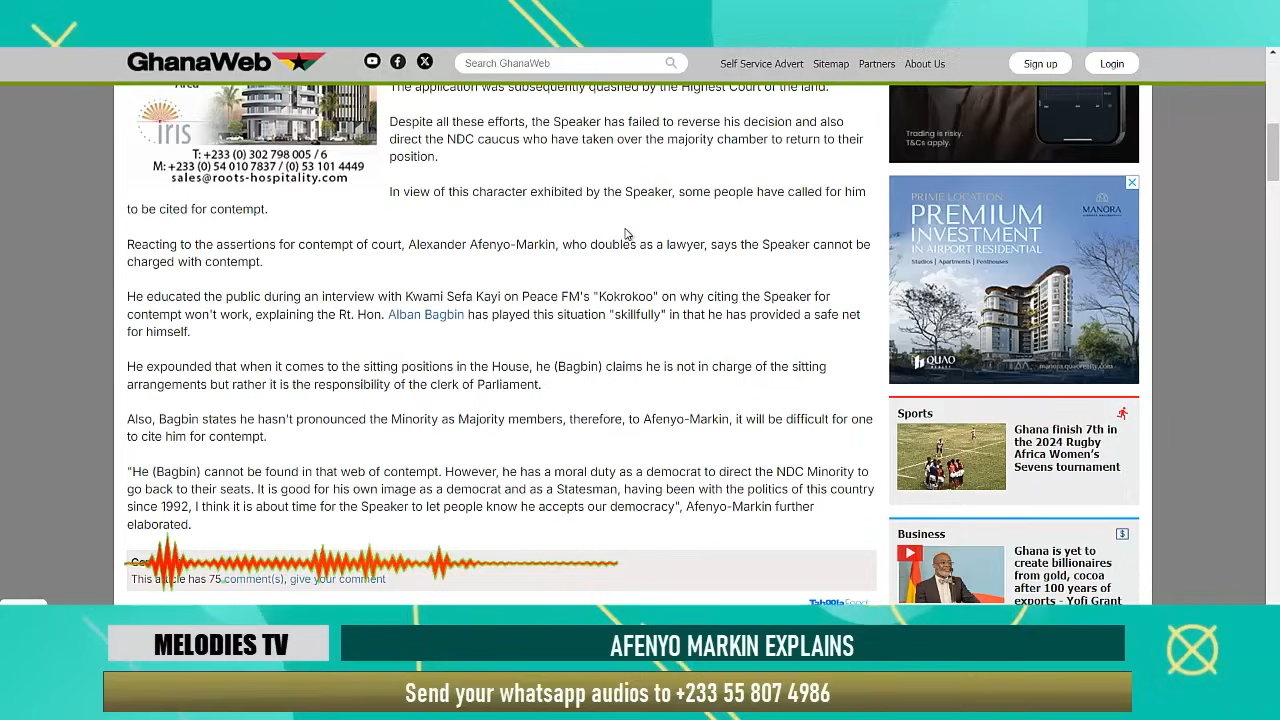 GhanaWeb
Search GhanaWeb
Self Service Advert
Sitemap
Partners
About Us
Sign up
Login
Area
iris
T: +233 (0) 302 798 005 / 6
M: +233 (0) 54 010 7837 / (0) 53 101 4449
sales@roots-hospitality.com
The application was subsequently quashed by the Highest Court of the land.
Despite all these efforts, the Speaker has failed to reverse his decision and also
direct the NDC caucus who have taken over the majority chamber to return to their
position.
In view of this character exhibited by the Speaker, some people have called for him
to be cited for contempt.
Reacting to the assertions for contempt of court, Alexander Afenyo-Markin, who doubles as a lawyer, says the Speaker cannot be
charged with contempt.
He educated the public during an interview with Kwami Sefa Kayi on Peace FM's "Kokrokoo" on why citing the Speaker for
contempt won't work, explaining the Rt. Hon. Alban Bagbin has played this situation "skillfully" in that he has provided a safe net
for himself.
He expounded that when it comes to the sitting positions in the House, he (Bagbin) claims he is not in charge of the sitting
arrangements but rather it is the responsibility of the clerk of Parliament.
Also, Bagbin states he hasn't pronounced the Minority as Majority members, therefore, to Afenyo-Markin, it will be difficult for one
to cite him for contempt.
"He (Bagbin) cannot be found in that web of contempt. However, he has a moral duty as a democrat to direct the NDC Minority to
go back to their seats. It is good for his own image as a democrat and as a Statesman, having been with the politics of this country
since 1992, I think it is about time for the Speaker to let people know he accepts our democracy", Afenyo-Markin further
elaborated.
This article has 75 comment(s), give your comment
Trading is risky.
T&Cs apply.
PRIME LOCATION
PREMIUM
INVESTMENT
IN AIRPORT RESIDENTIAL
Studios | Apartments | Penthouses
MANORA
QUAO
REALTY
manora.quaorealty.com
Sports
Ghana finish 7th in
the 2024 Rugby
Africa Women's
Sevens tournament
Business
Ghana is yet to
create billionaires
from gold, cocoa
after 100 years of
exports - Yofi Grant
MELODIES TV
AFENYO MARKIN EXPLAINS
Send your whatsapp audios to +233 55 807 4986